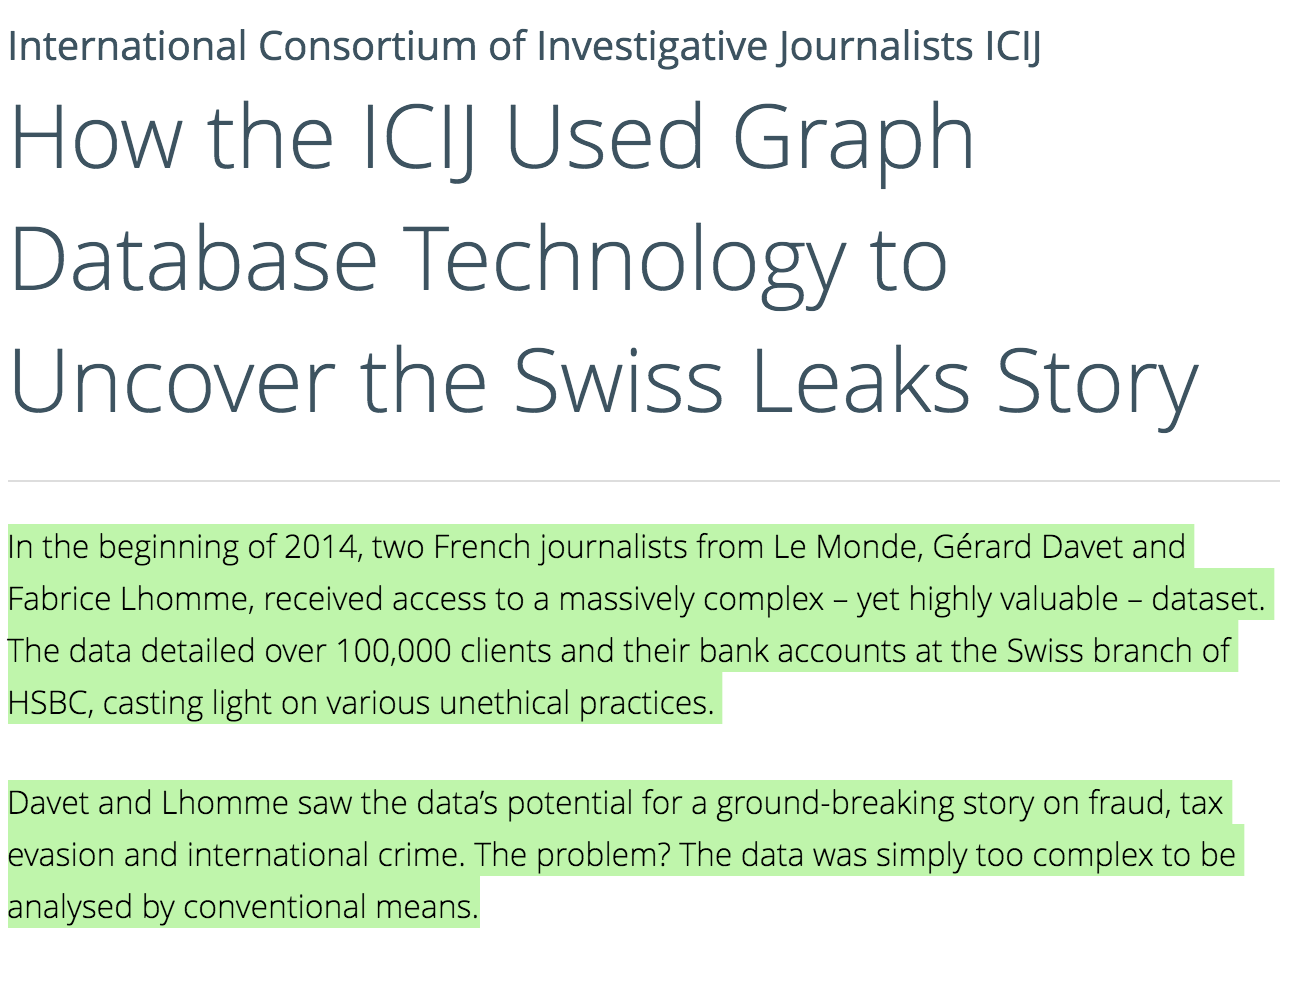 International Consortium of Investigative Journalists ICIJ
How the ICIJ Used Graph
Database Technology to
Uncover the Swiss Leaks Story
In the beginning of 2014, two French journalists from Le Monde, Gérard Davet and
Fabrice Lhomme, received access to a massively complex – yet highly valuable – dataset.
The data detailed over 100,000 clients and their bank accounts at the Swiss branch of
HSBC, casting light on various unethical practices.
Davet and Lhomme saw the data’s potential for a ground-breaking story on fraud, tax
evasion and international crime. The problem? The data was simply too complex to be
analysed by conventional means.